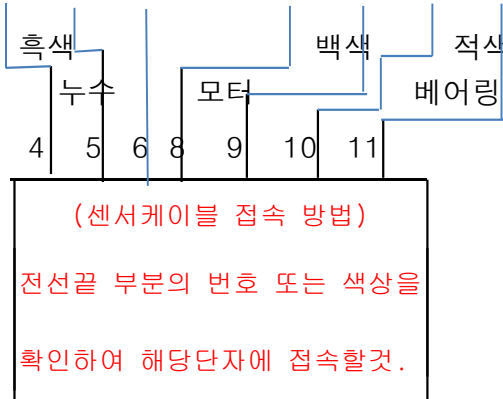 흑색 백색 적색
누수 모터 베어링
4 5 6 8 9 10 11
(센서케이블 접속 방법)
전선끝 부분의 번호 또는 색상을
확인하여 해당단자에 접속할것.